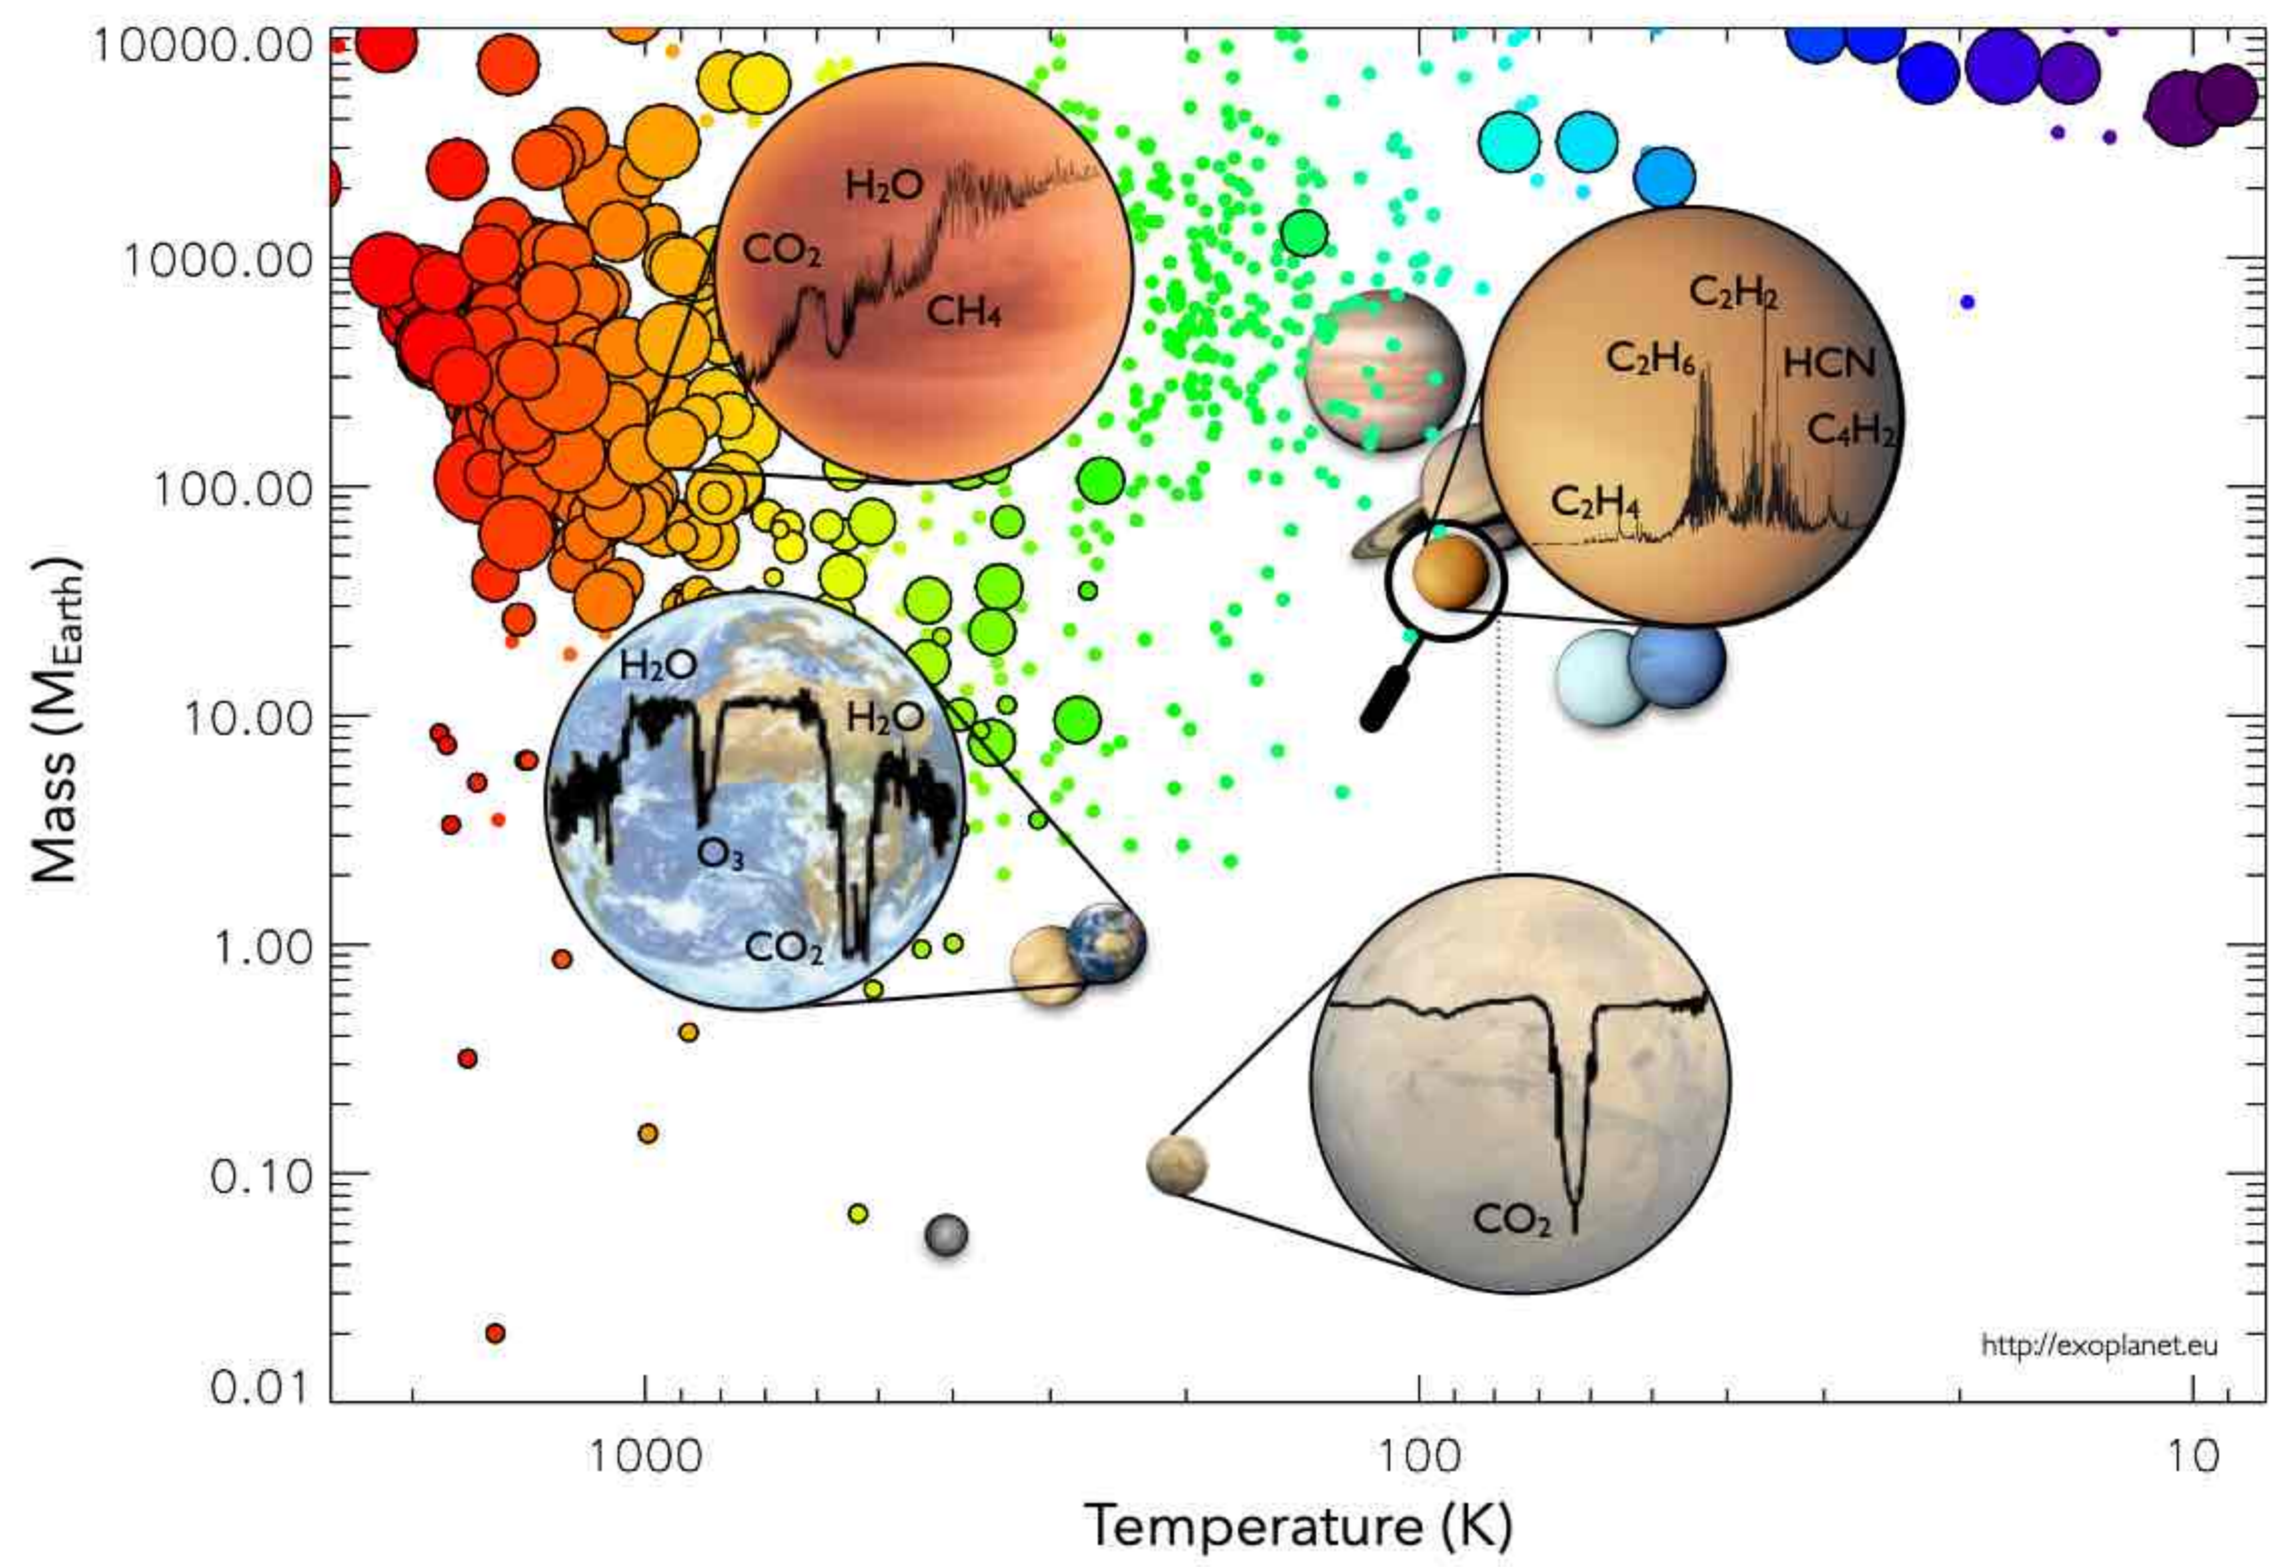 10000.00
1000.00
100.00
10.00
1.00
0.10
0.01
Mass (MEarth)
H₂O
CO₂
CH₄
C₂H₂
C₂H₆
HCN
C₄H₂
C₂H₄
H₂O
H₂O
O₃
CO₂
CO₂
http://exoplanet.eu
1000
100
10
Temperature (K)